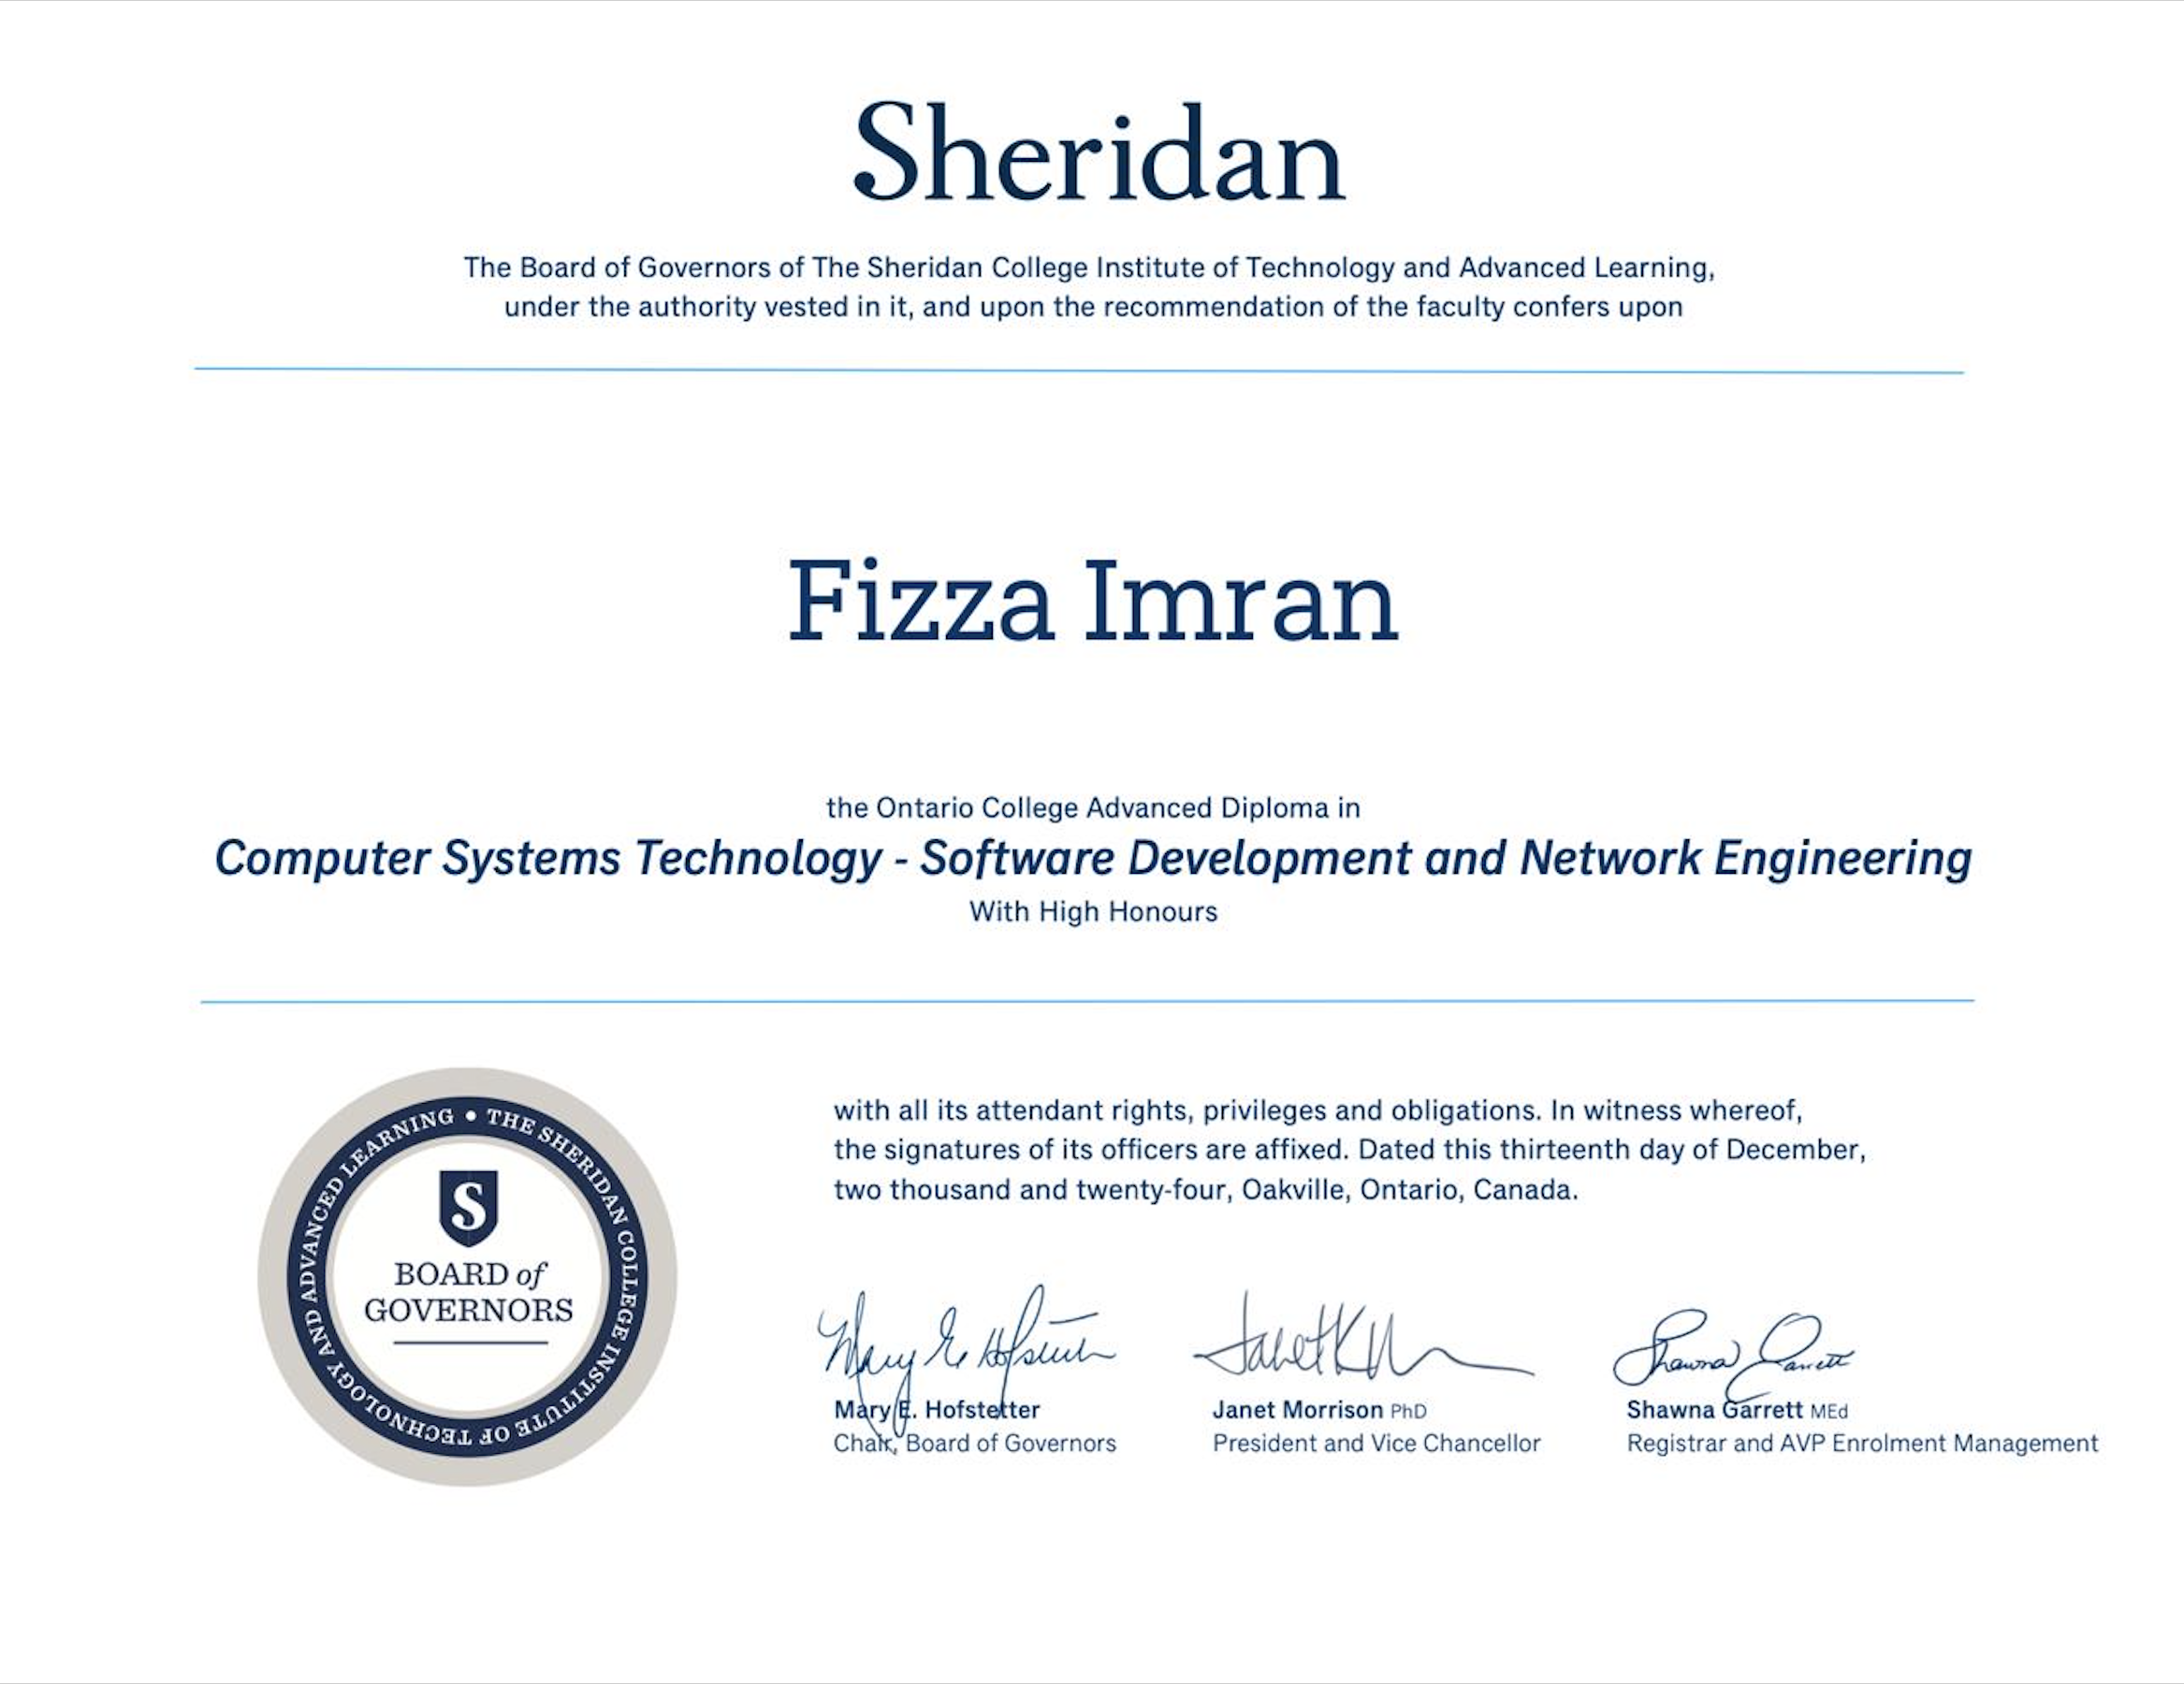 Sheridan
The Board of Governors of The Sheridan College Institute of Technology and Advanced Learning,
under the authority vested in it, and upon the recommendation of the faculty confers upon
Fizza Imran
the Ontario College Advanced Diploma in
Computer Systems Technology - Software Development and Network Engineering
With High Honours
THE SHERIDAN COLLEGE INSTITUTE OF TECHNOLOGY AND ADVANCED LEARNING •
S
BOARD of
GOVERNORS
with all its attendant rights, privileges and obligations. In witness whereof,
the signatures of its officers are affixed. Dated this thirteenth day of December,
two thousand and twenty-four, Oakville, Ontario, Canada.
Mary E. Hofstetter
Chair, Board of Governors
Janet Morrison PhD
President and Vice Chancellor
Shawna Garrett MEd
Registrar and AVP Enrolment Management